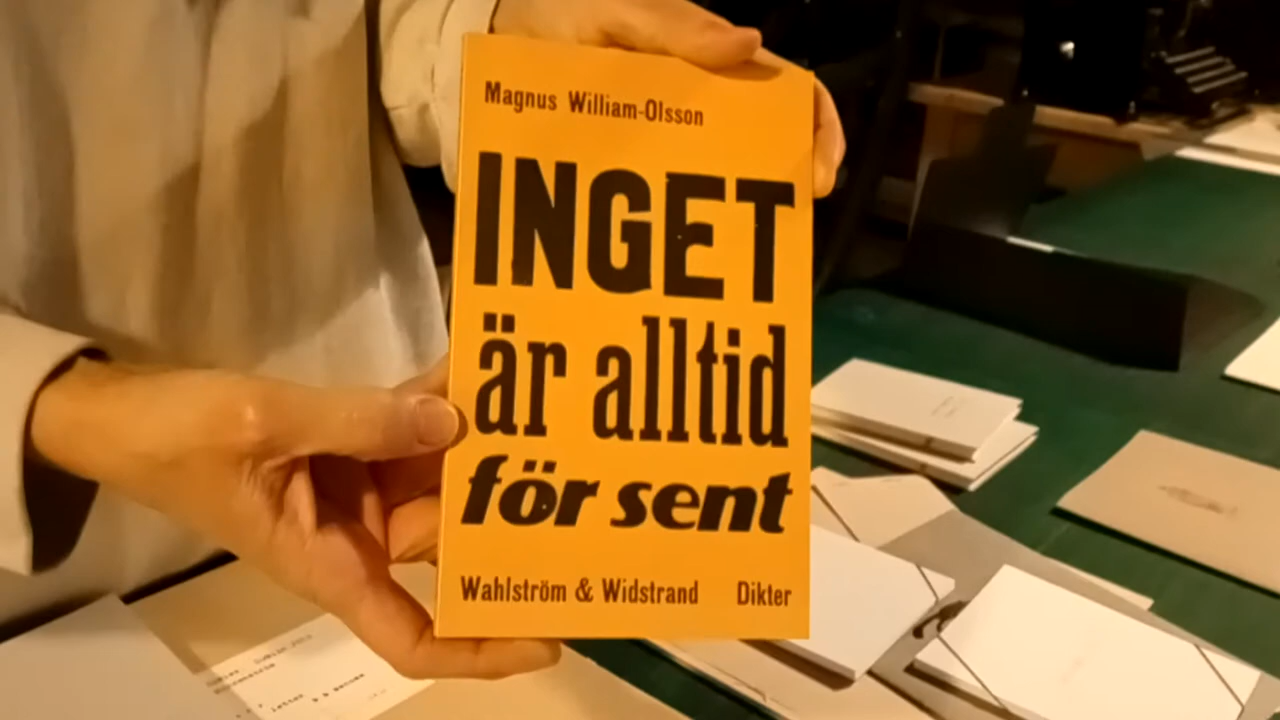 Magnus William-Olsson
INGET
är alltid
för sent
Wahlström & Widstrand Dikter